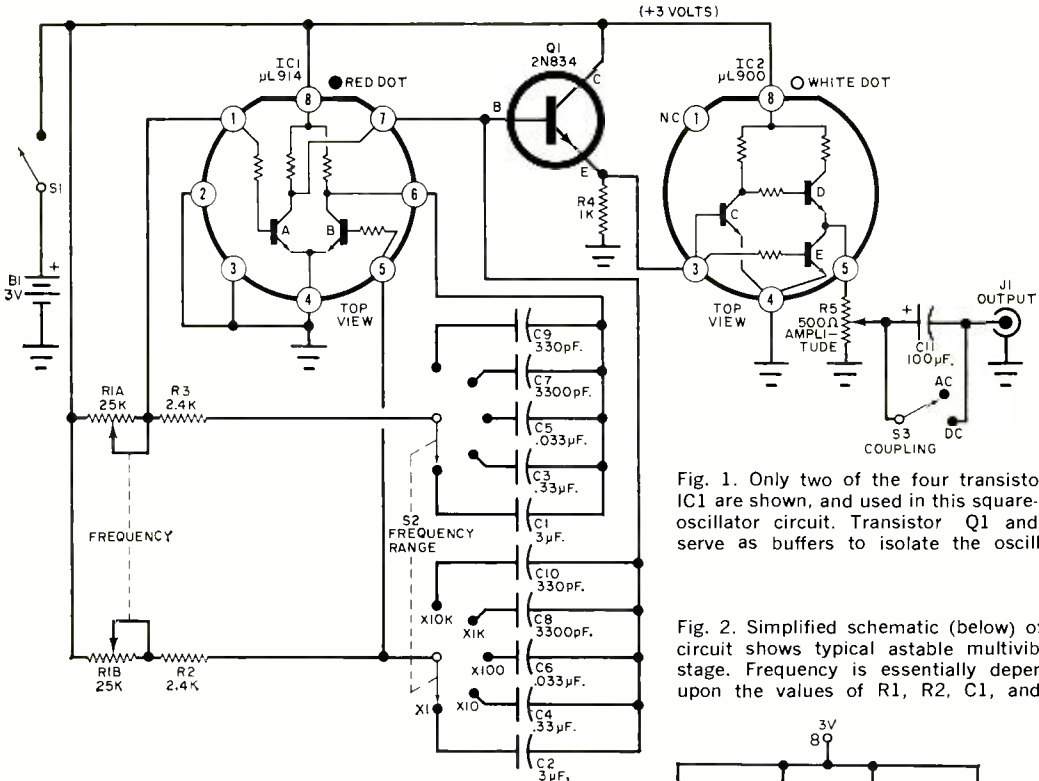 (+3 VOLTS)
Q1
2N834
C
B
E
IC1
µL914
RED DOT
8
1
7
2
6
3
5
4
A
B
TOP
VIEW
IC2
µL900
WHITE DOT
NC
1
8
C
D
E
3
5
4
TOP
VIEW
R4
1K
S1
B1
3V
+
R5
500Ω
AMPLI-
TUDE
+
C11
100µF.
J1
OUTPUT
AC
DC
S3
COUPLING
R1A
25K
R3
2.4K
FREQUENCY
R1B
25K
R2
2.4K
S2
FREQUENCY
RANGE
C9
330pF.
C7
3300pF.
C5
.033µF.
C3
.33µF.
C1
3µF.
C10
330pF.
C8
3300pF.
C6
.033µF.
C4
.33µF.
C2
3µF.
X10K
X1K
X100
X10
X1
Fig. 1. Only two of the four transisto
IC1 are shown, and used in this square-
oscillator circuit. Transistor Q1 and
serve as buffers to isolate the oscill
Fig. 2. Simplified schematic (below) of
circuit shows typical astable multivib
stage. Frequency is essentially depen
upon the values of R1, R2, C1, and
3V
8